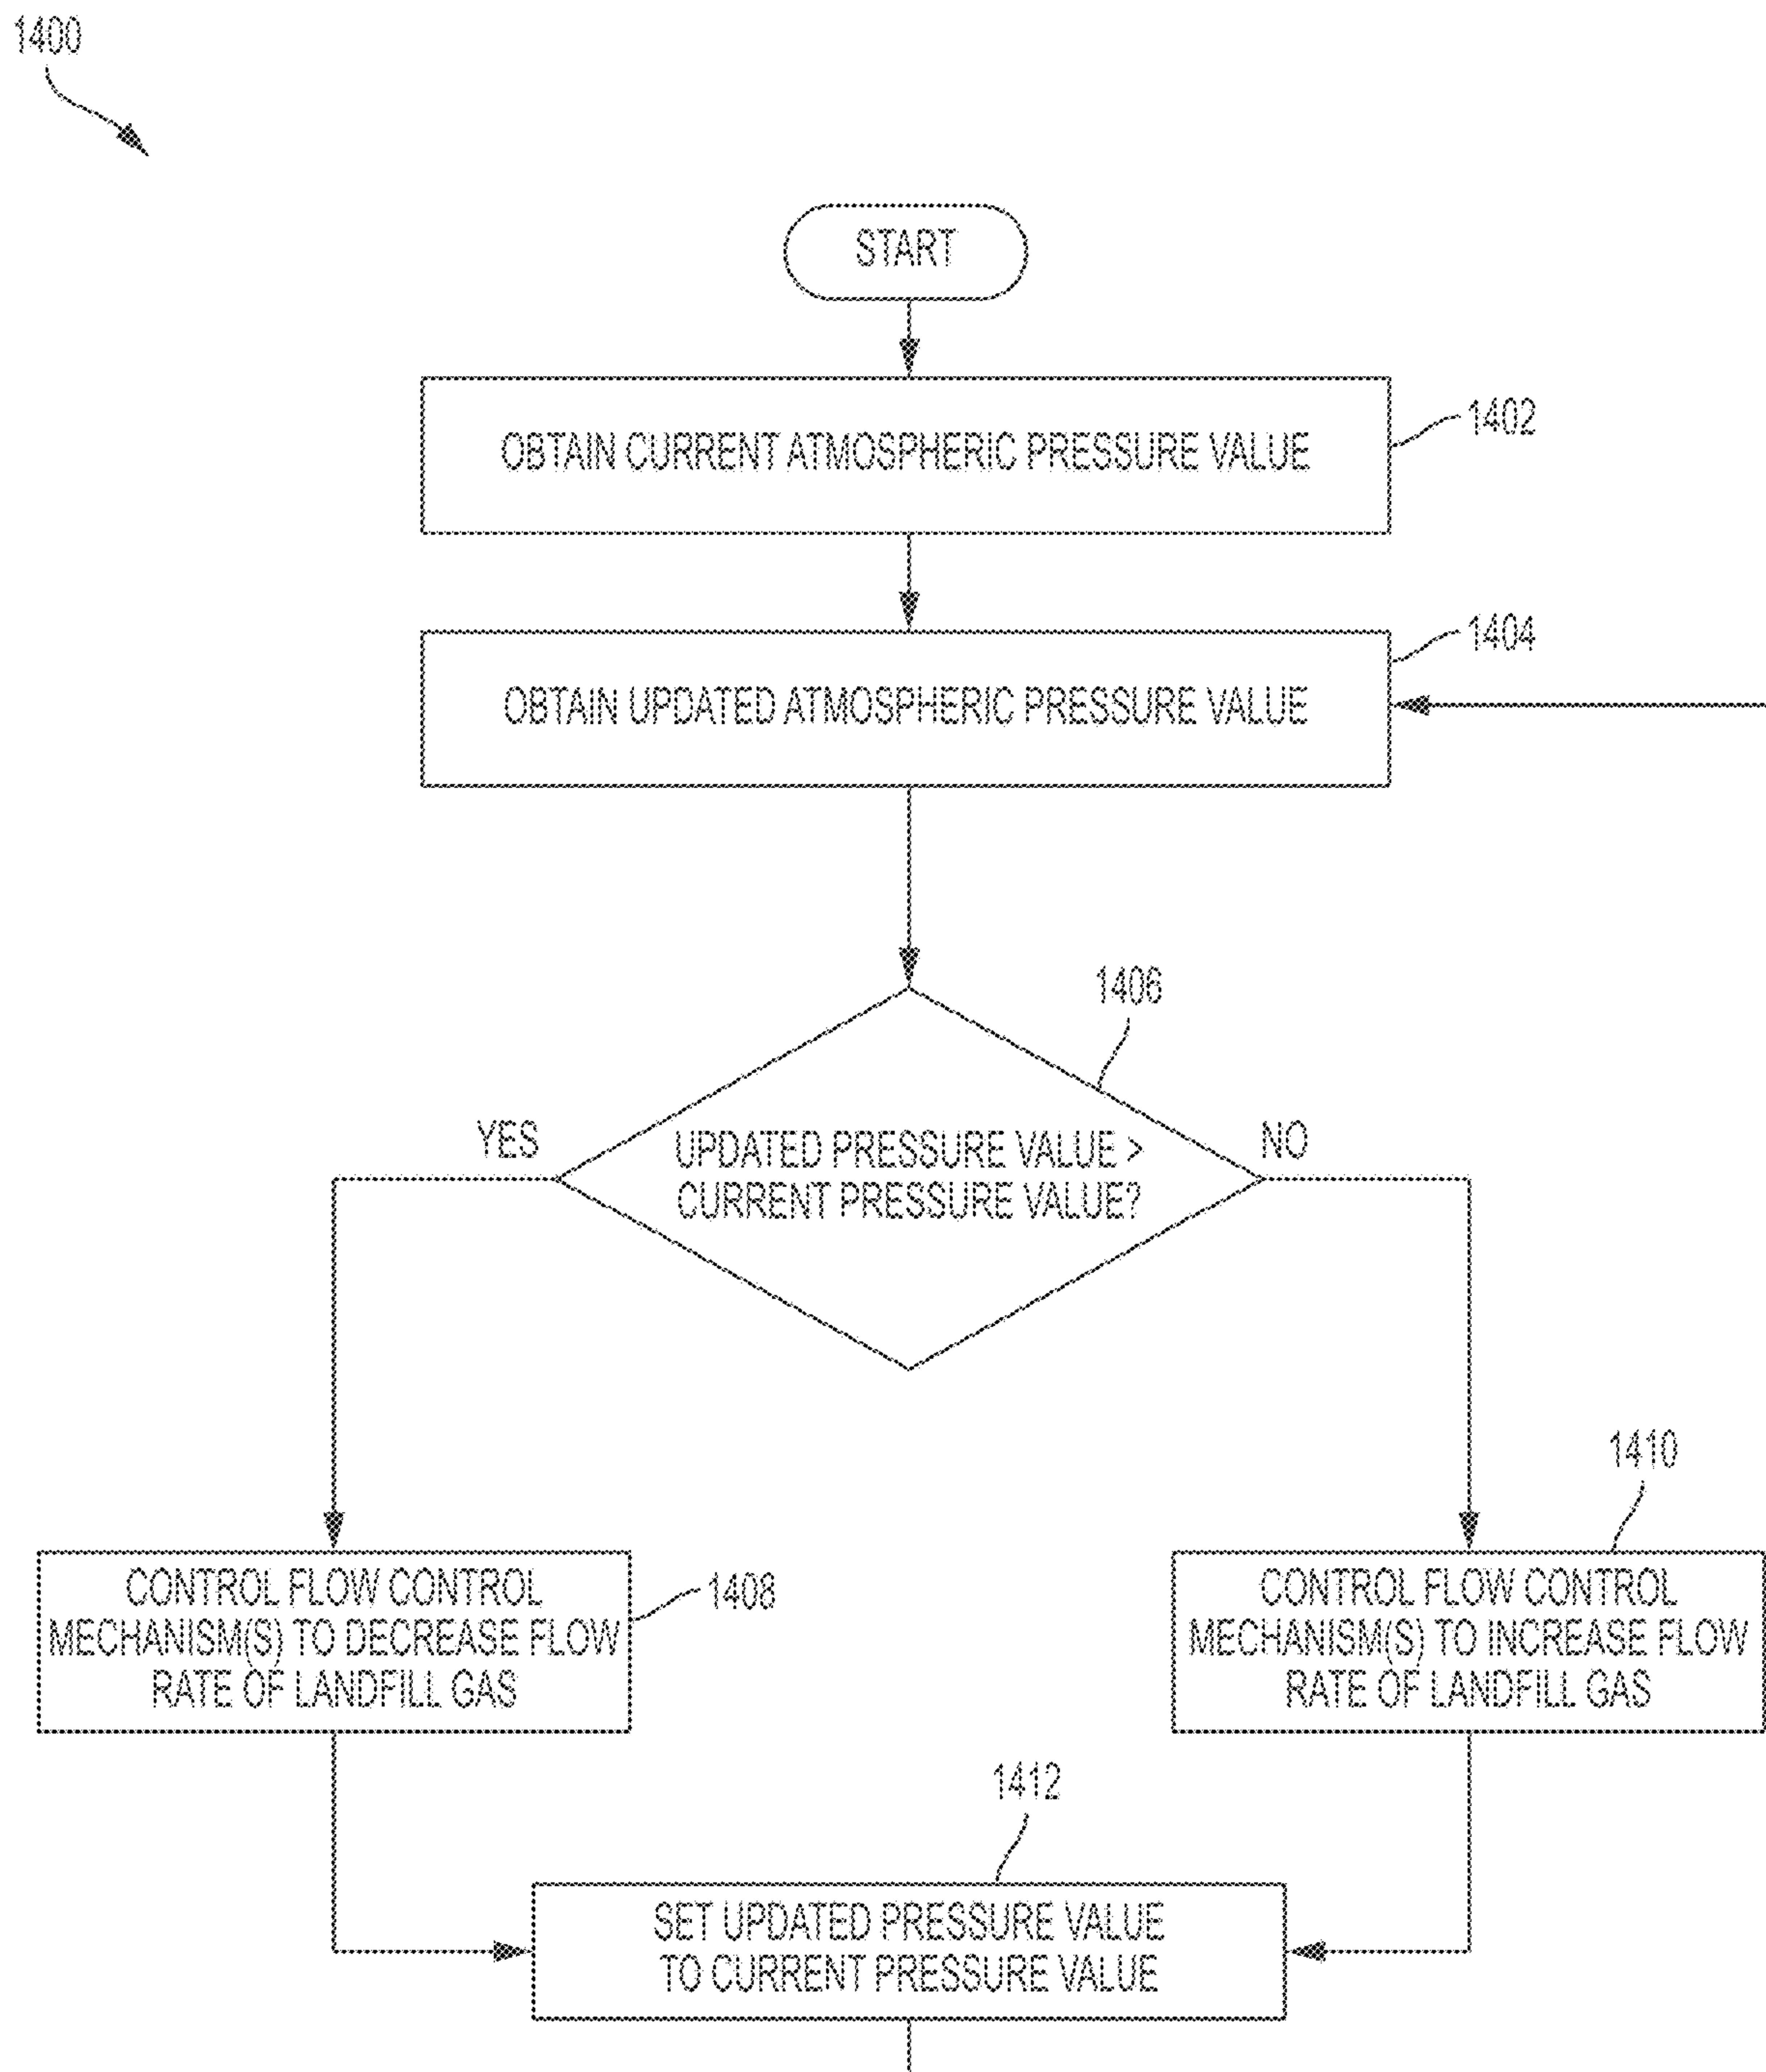 1400
START
OBTAIN CURRENT ATMOSPHERIC PRESSURE VALUE
1402
OBTAIN UPDATED ATMOSPHERIC PRESSURE VALUE
1404
1406
YES
UPDATED PRESSURE VALUE >
CURRENT PRESSURE VALUE?
NO
CONTROL FLOW CONTROL
MECHANISM(S) TO DECREASE FLOW
RATE OF LANDFILL GAS
1408
1410
CONTROL FLOW CONTROL
MECHANISM(S) TO INCREASE FLOW
RATE OF LANDFILL GAS
1412
SET UPDATED PRESSURE VALUE
TO CURRENT PRESSURE VALUE